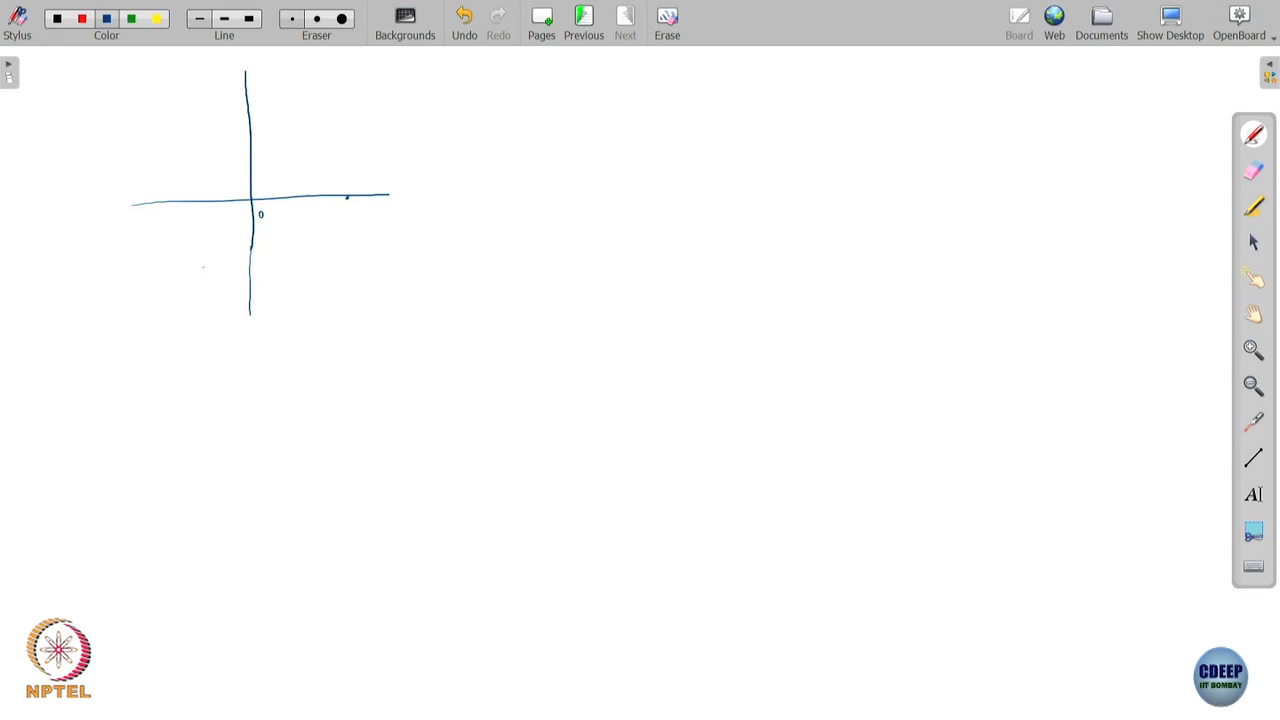 Stylus
Color
Line
Eraser
Backgrounds
Undo
Redo
Pages
Previous
Next
Erase
Board
Web
Documents
Show Desktop
OpenBoard
0
A
NPTEL
CDEEP
IIT BOMBAY